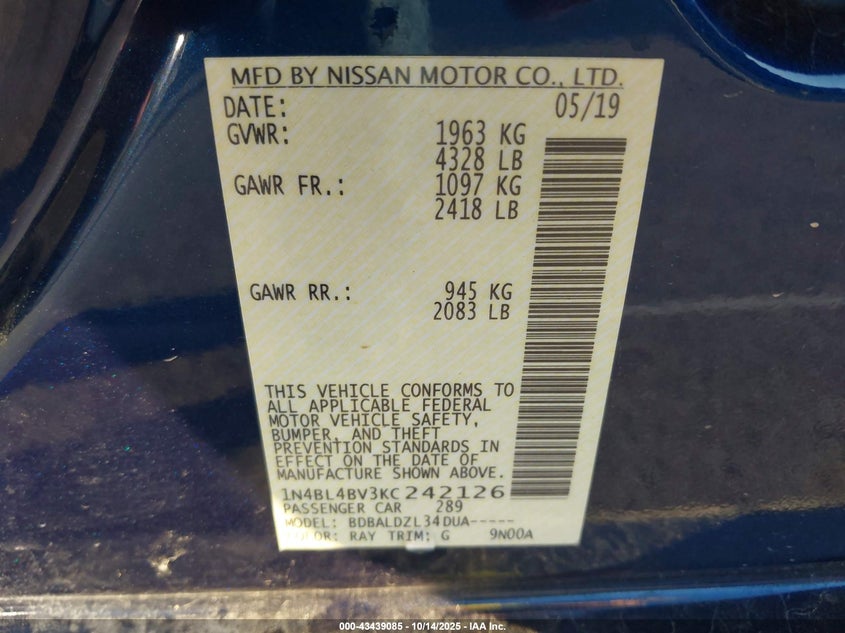 MFD BY NISSAN MOTOR CO., LTD.
DATE: 05/19
GVWR: 1963 KG
4328 LB
GAWR FR.: 1097 KG
2418 LB
GAWR RR.: 945 KG
2083 LB
THIS VEHICLE CONFORMS TO
ALL APPLICABLE FEDERAL
MOTOR VEHICLE SAFETY,
BUMPER, AND THEFT
PREVENTION STANDARDS IN
EFFECT ON THE DATE OF
MANUFACTURE SHOWN ABOVE.
1N4BL4BV3KC242126
PASSENGER CAR 289
MODEL: BDBALDZL34DUA-----
COLOR: RAY TRIM: G 9N00A
000-43439085 - 10/14/2025 - IAA Inc.